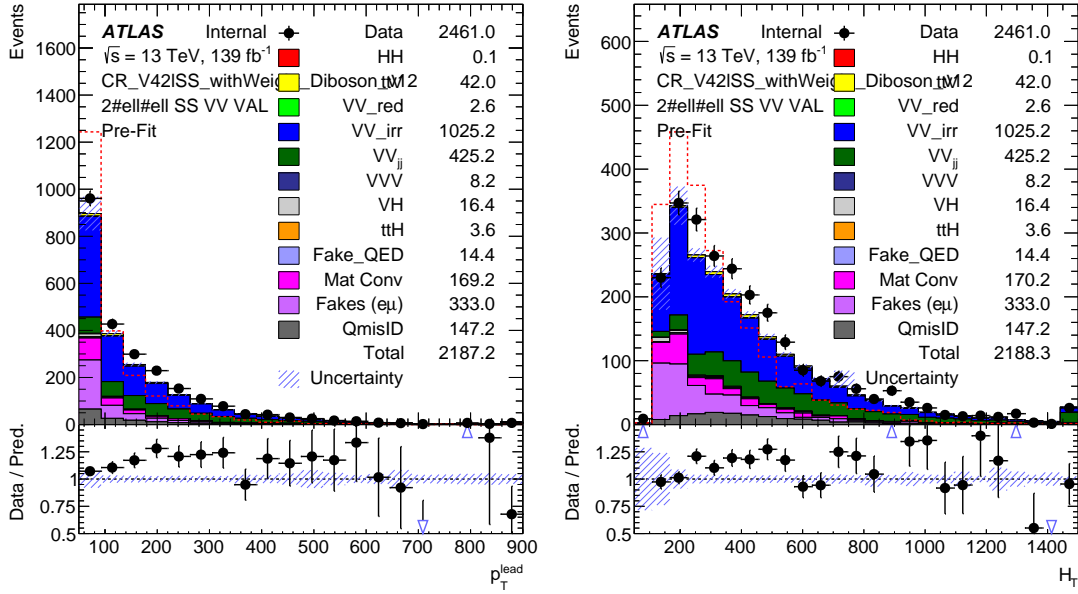 Events
ATLAS Internal
√s = 13 TeV, 139 fb⁻¹
CR_V42lSS_withWeig
_Diboson_v12
2#ell#ell SS VV VAL
Pre-Fit
Data 2461.0
HH 0.1
42.0
VV_red 2.6
VV_irr 1025.2
VV_jj 425.2
VVV 8.2
VH 16.4
ttH 3.6
Fake_QED 14.4
Mat Conv 169.2
Fakes (eμ) 333.0
QmisID 147.2
Total 2187.2
Uncertainty
1600
1400
1200
1000
800
600
400
200
0
Data / Pred.
1.25
1
0.75
0.5
100 200 300 400 500 600 700 800 900
p_T^lead
Events
ATLAS Internal
√s = 13 TeV, 139 fb⁻¹
CR_V42lSS_withWeig
_Diboson_v12
2#ell#ell SS VV VAL
Pre-Fit
Data 2461.0
HH 0.1
42.0
VV_red 2.6
VV_irr 1025.2
VV_jj 425.2
VVV 8.2
VH 16.4
ttH 3.6
Fake_QED 14.4
Mat Conv 170.2
Fakes (eμ) 333.0
QmisID 147.2
Total 2188.3
Uncertainty
600
500
400
300
200
100
0
Data / Pred.
1.25
1
0.75
0.5
200 400 600 800 1000 1200 1400
H_T